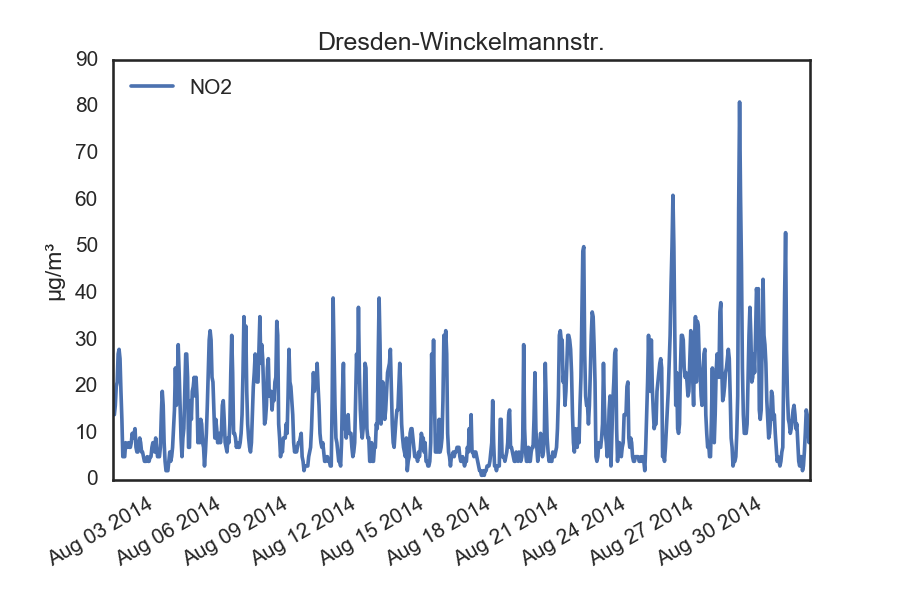 Dresden-Winckelmannstr.
90
80
70
60
50
40
30
20
10
0
µg/m³
NO2
Aug 03 2014
Aug 06 2014
Aug 09 2014
Aug 12 2014
Aug 15 2014
Aug 18 2014
Aug 21 2014
Aug 24 2014
Aug 27 2014
Aug 30 2014